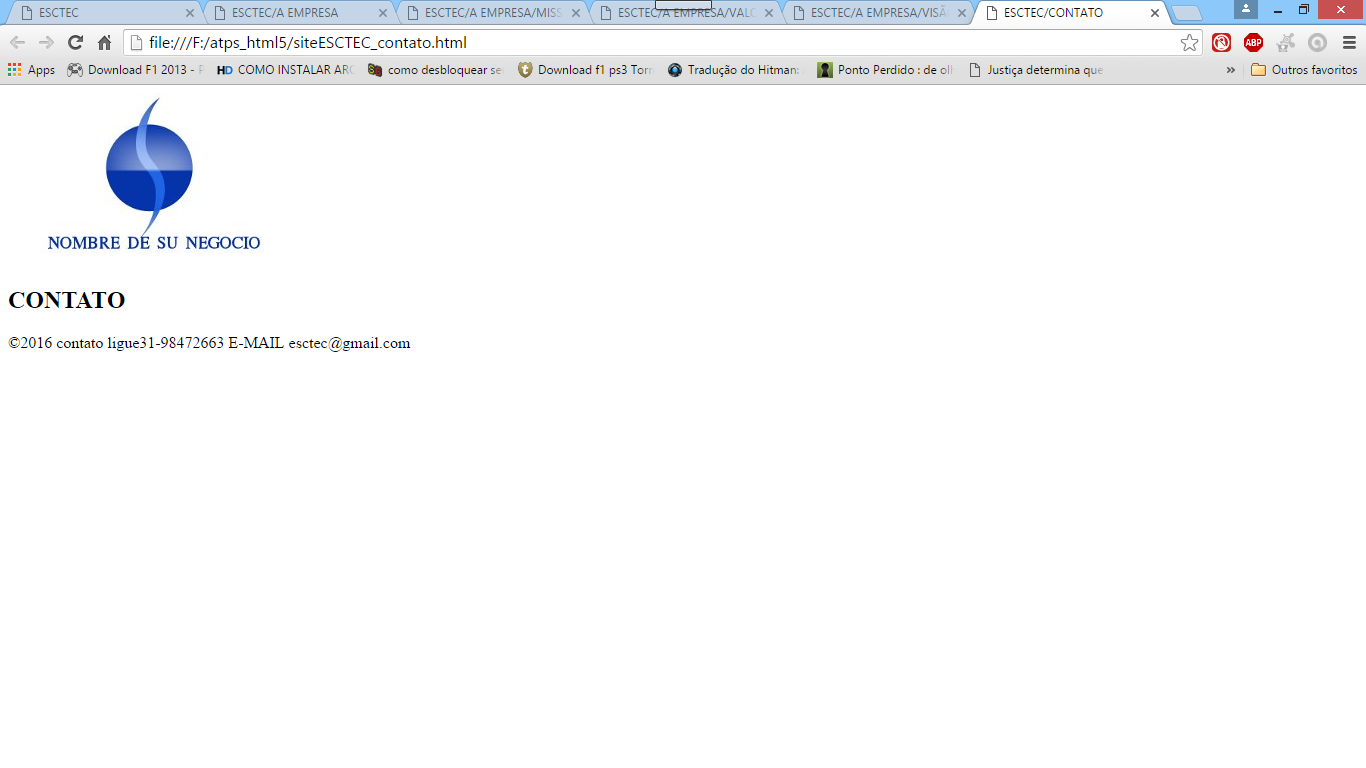 ESCTEC
ESCTEC/A EMPRESA
ESCTEC/A EMPRESA/MISS
ESCTEC/A EMPRESA/VALO
ESCTEC/A EMPRESA/VISÃ
ESCTEC/CONTATO
file:///F:/atps_html5/siteESCTEC_contato.html
ABP
Apps
Download F1 2013 - P
HD COMO INSTALAR ARQ
como desbloquear se
Download f1 ps3 Torr
Tradução do Hitman:
Ponto Perdido : de olh
Justiça determina que
»
Outros favoritos
NOMBRE DE SU NEGOCIO
CONTATO
©2016 contato ligue31-98472663 E-MAIL esctec@gmail.com